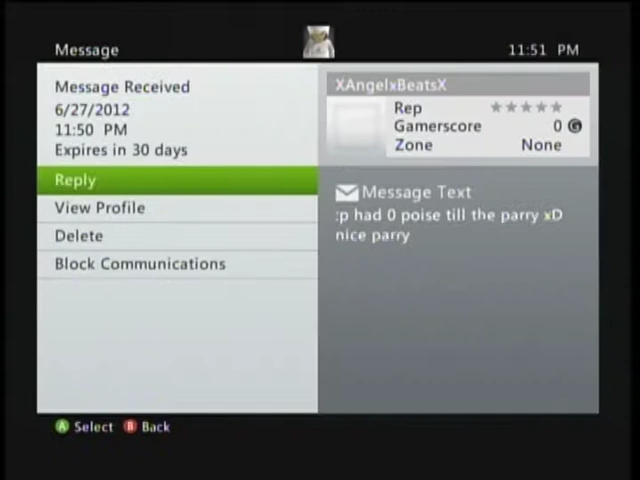 Message
11:51 PM
Message Received
6/27/2012
11:50 PM
Expires in 30 days
Reply
View Profile
Delete
Block Communications
XAngelxBeatsX
Rep
Gamerscore 0 G
Zone None
Message Text
:p had 0 poise till the parry xD
nice parry
A Select B Back